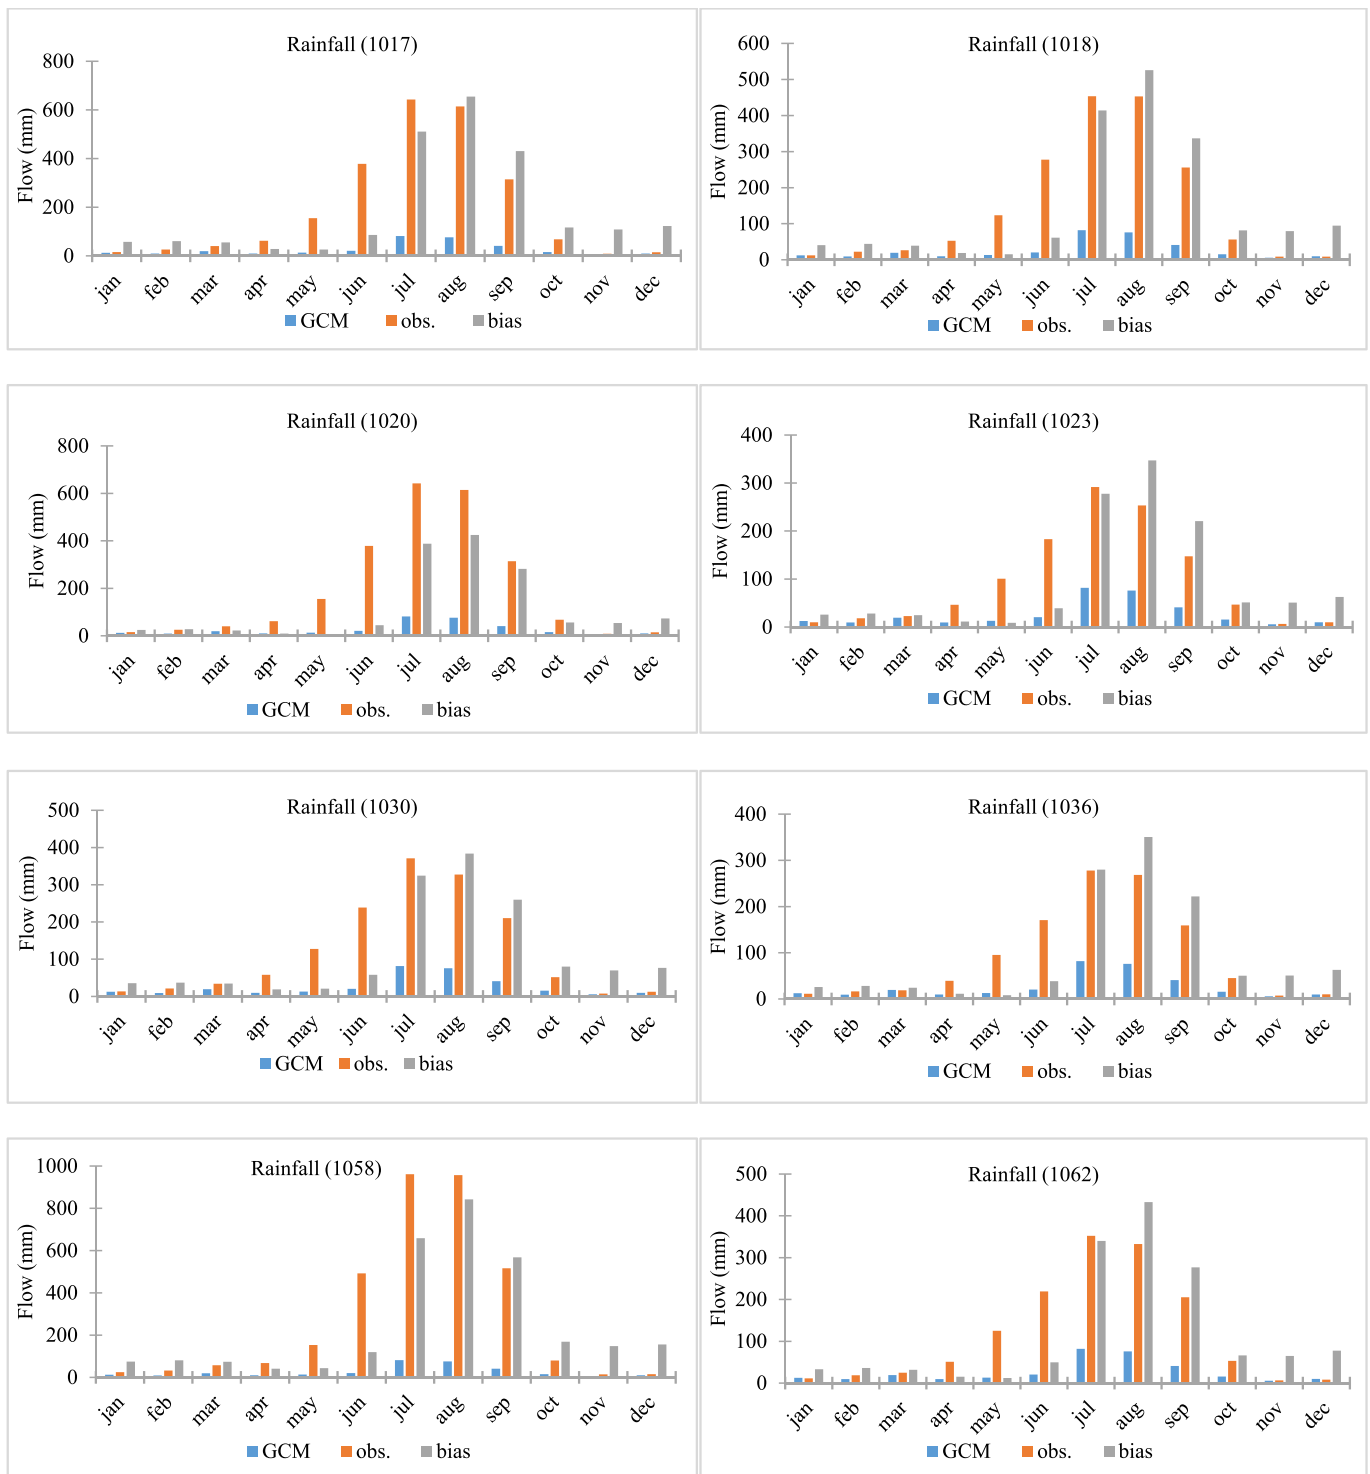 Rainfall (1017)
800
600
400
200
0
Flow (mm)
jan feb mar apr may jun jul aug sep oct nov dec
GCM obs. bias
Rainfall (1018)
600
500
400
300
200
100
0
Flow (mm)
jan feb mar apr may jun jul aug sep oct nov dec
GCM obs. bias
Rainfall (1020)
800
600
400
200
0
Flow (mm)
jan feb mar apr may jun jul aug sep oct nov dec
GCM obs. bias
Rainfall (1023)
400
300
200
100
0
Flow (mm)
jan feb mar apr may jun jul aug sep oct nov dec
GCM obs. bias
Rainfall (1030)
500
400
300
200
100
0
Flow (mm)
jan feb mar apr may jun jul aug sep oct nov dec
GCM obs. bias
Rainfall (1036)
400
300
200
100
0
Flow (mm)
jan feb mar apr may jun jul aug sep oct nov dec
GCM obs. bias
Rainfall (1058)
1000
800
600
400
200
0
Flow (mm)
jan feb mar apr may jun jul aug sep oct nov dec
GCM obs. bias
Rainfall (1062)
500
400
300
200
100
0
Flow (mm)
jan feb mar apr may jun jul aug sep oct nov dec
GCM obs. bias